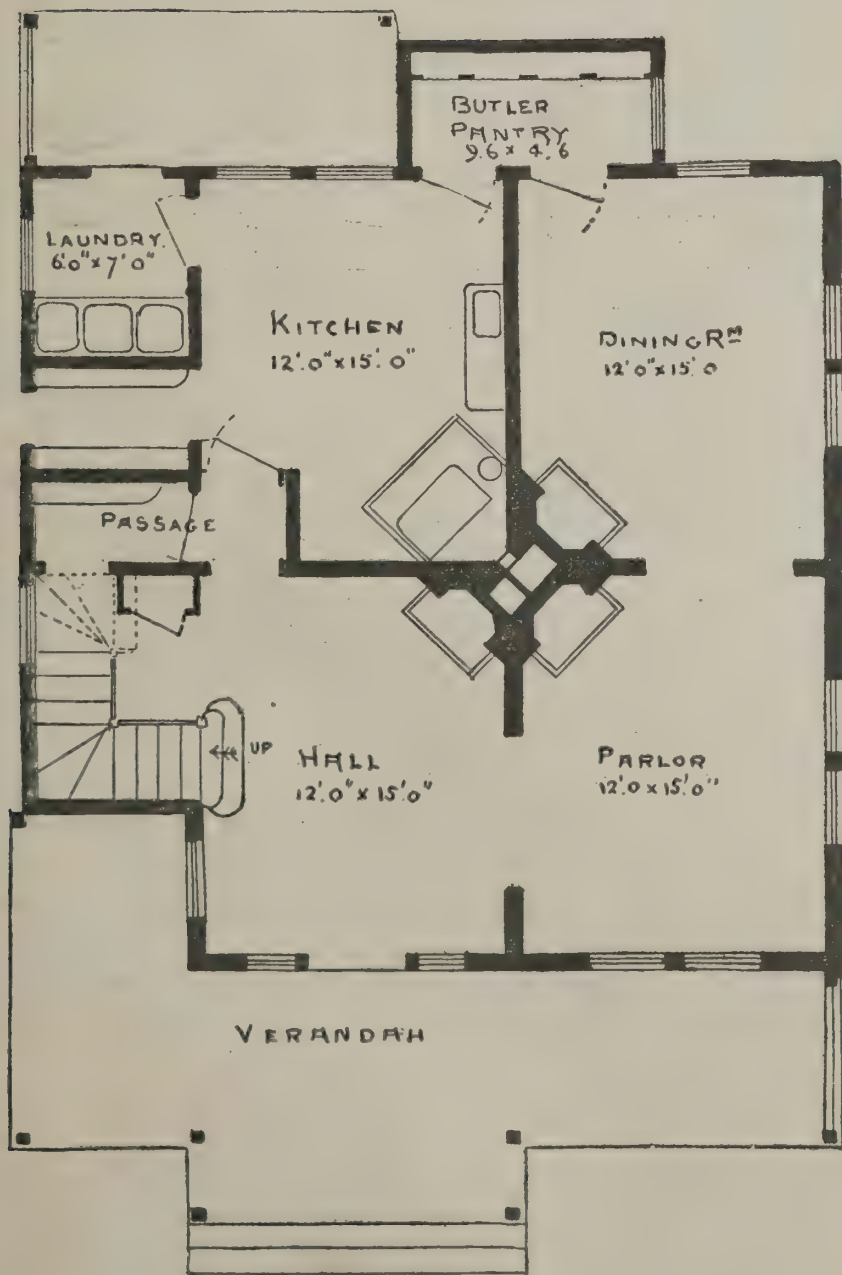 BUTLER
PANTRY
9.6 x 4.6
LAUNDRY.
6'0" x 7'0"
KITCHEN
12'.0" x 15'.0"
DINING RM
12'0" x 15'.0
PASSAGE
UP
HALL
12'.0" x 15'.0"
PARLOR
12'.0 x 15'.0"
VERANDAH